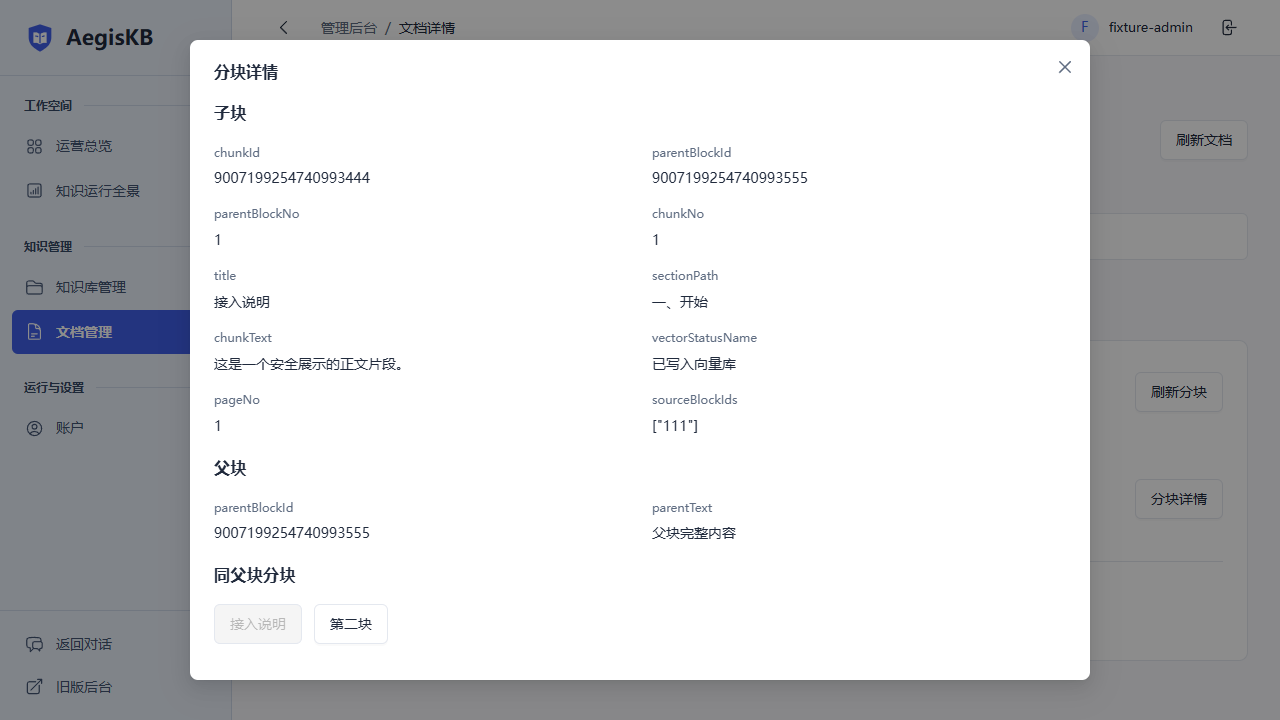 AegisKB
管理后台 / 文档详情
F fixture-admin
工作空间
运营总览
知识运行全景
知识管理
知识库管理
文档管理
运行与设置
账户
返回对话
旧版后台
刷新文档
刷新分块
分块详情
分块详情
子块
chunkId
9007199254740993444
parentBlockId
9007199254740993555
parentBlockNo
1
chunkNo
1
title
接入说明
sectionPath
一、开始
chunkText
这是一个安全展示的正文片段。
vectorStatusName
已写入向量库
pageNo
1
sourceBlockIds
["111"]
父块
parentBlockId
9007199254740993555
parentText
父块完整内容
同父块分块
接入说明
第二块